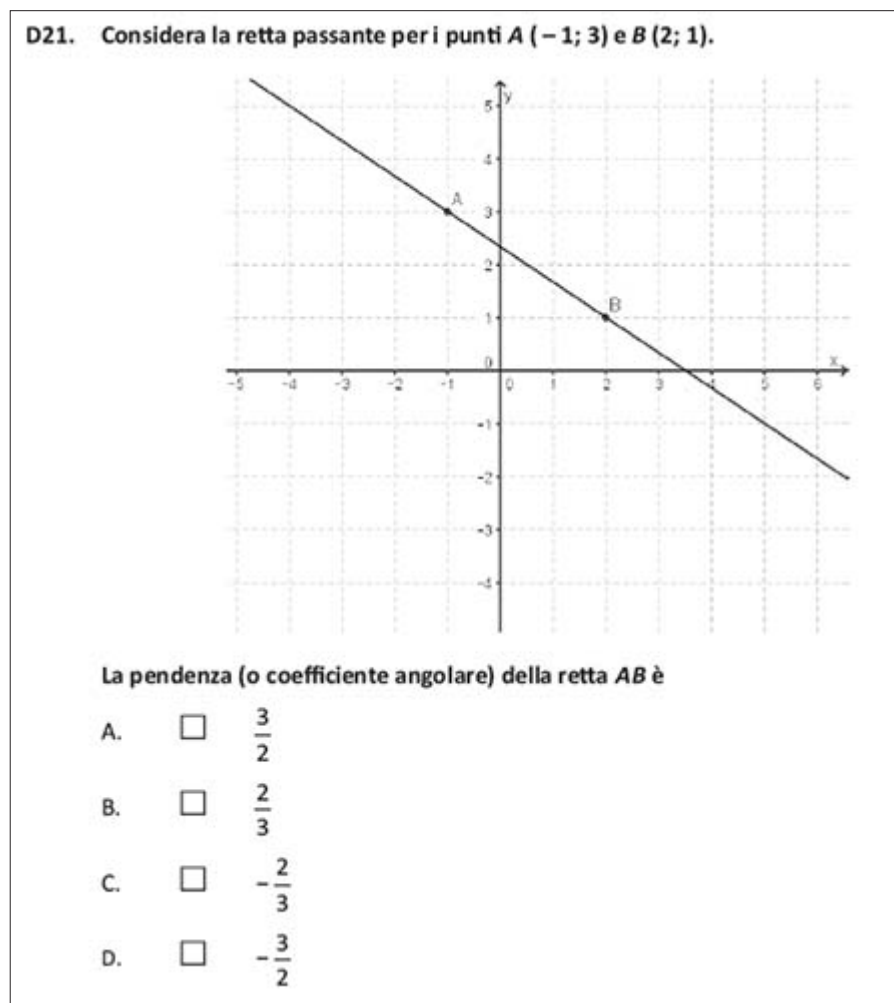 D21. Considera la retta passante per i punti A ( – 1; 3) e B (2; 1).
y
5
4
A
3
2
B
1
0
x
-5 -4 -3 -2 -1 0 1 2 3 4 5 6
-1
-2
-3
-4
La pendenza (o coefficiente angolare) della retta AB è
A. □ 3/2
B. □ 2/3
C. □ – 2/3
D. □ – 3/2